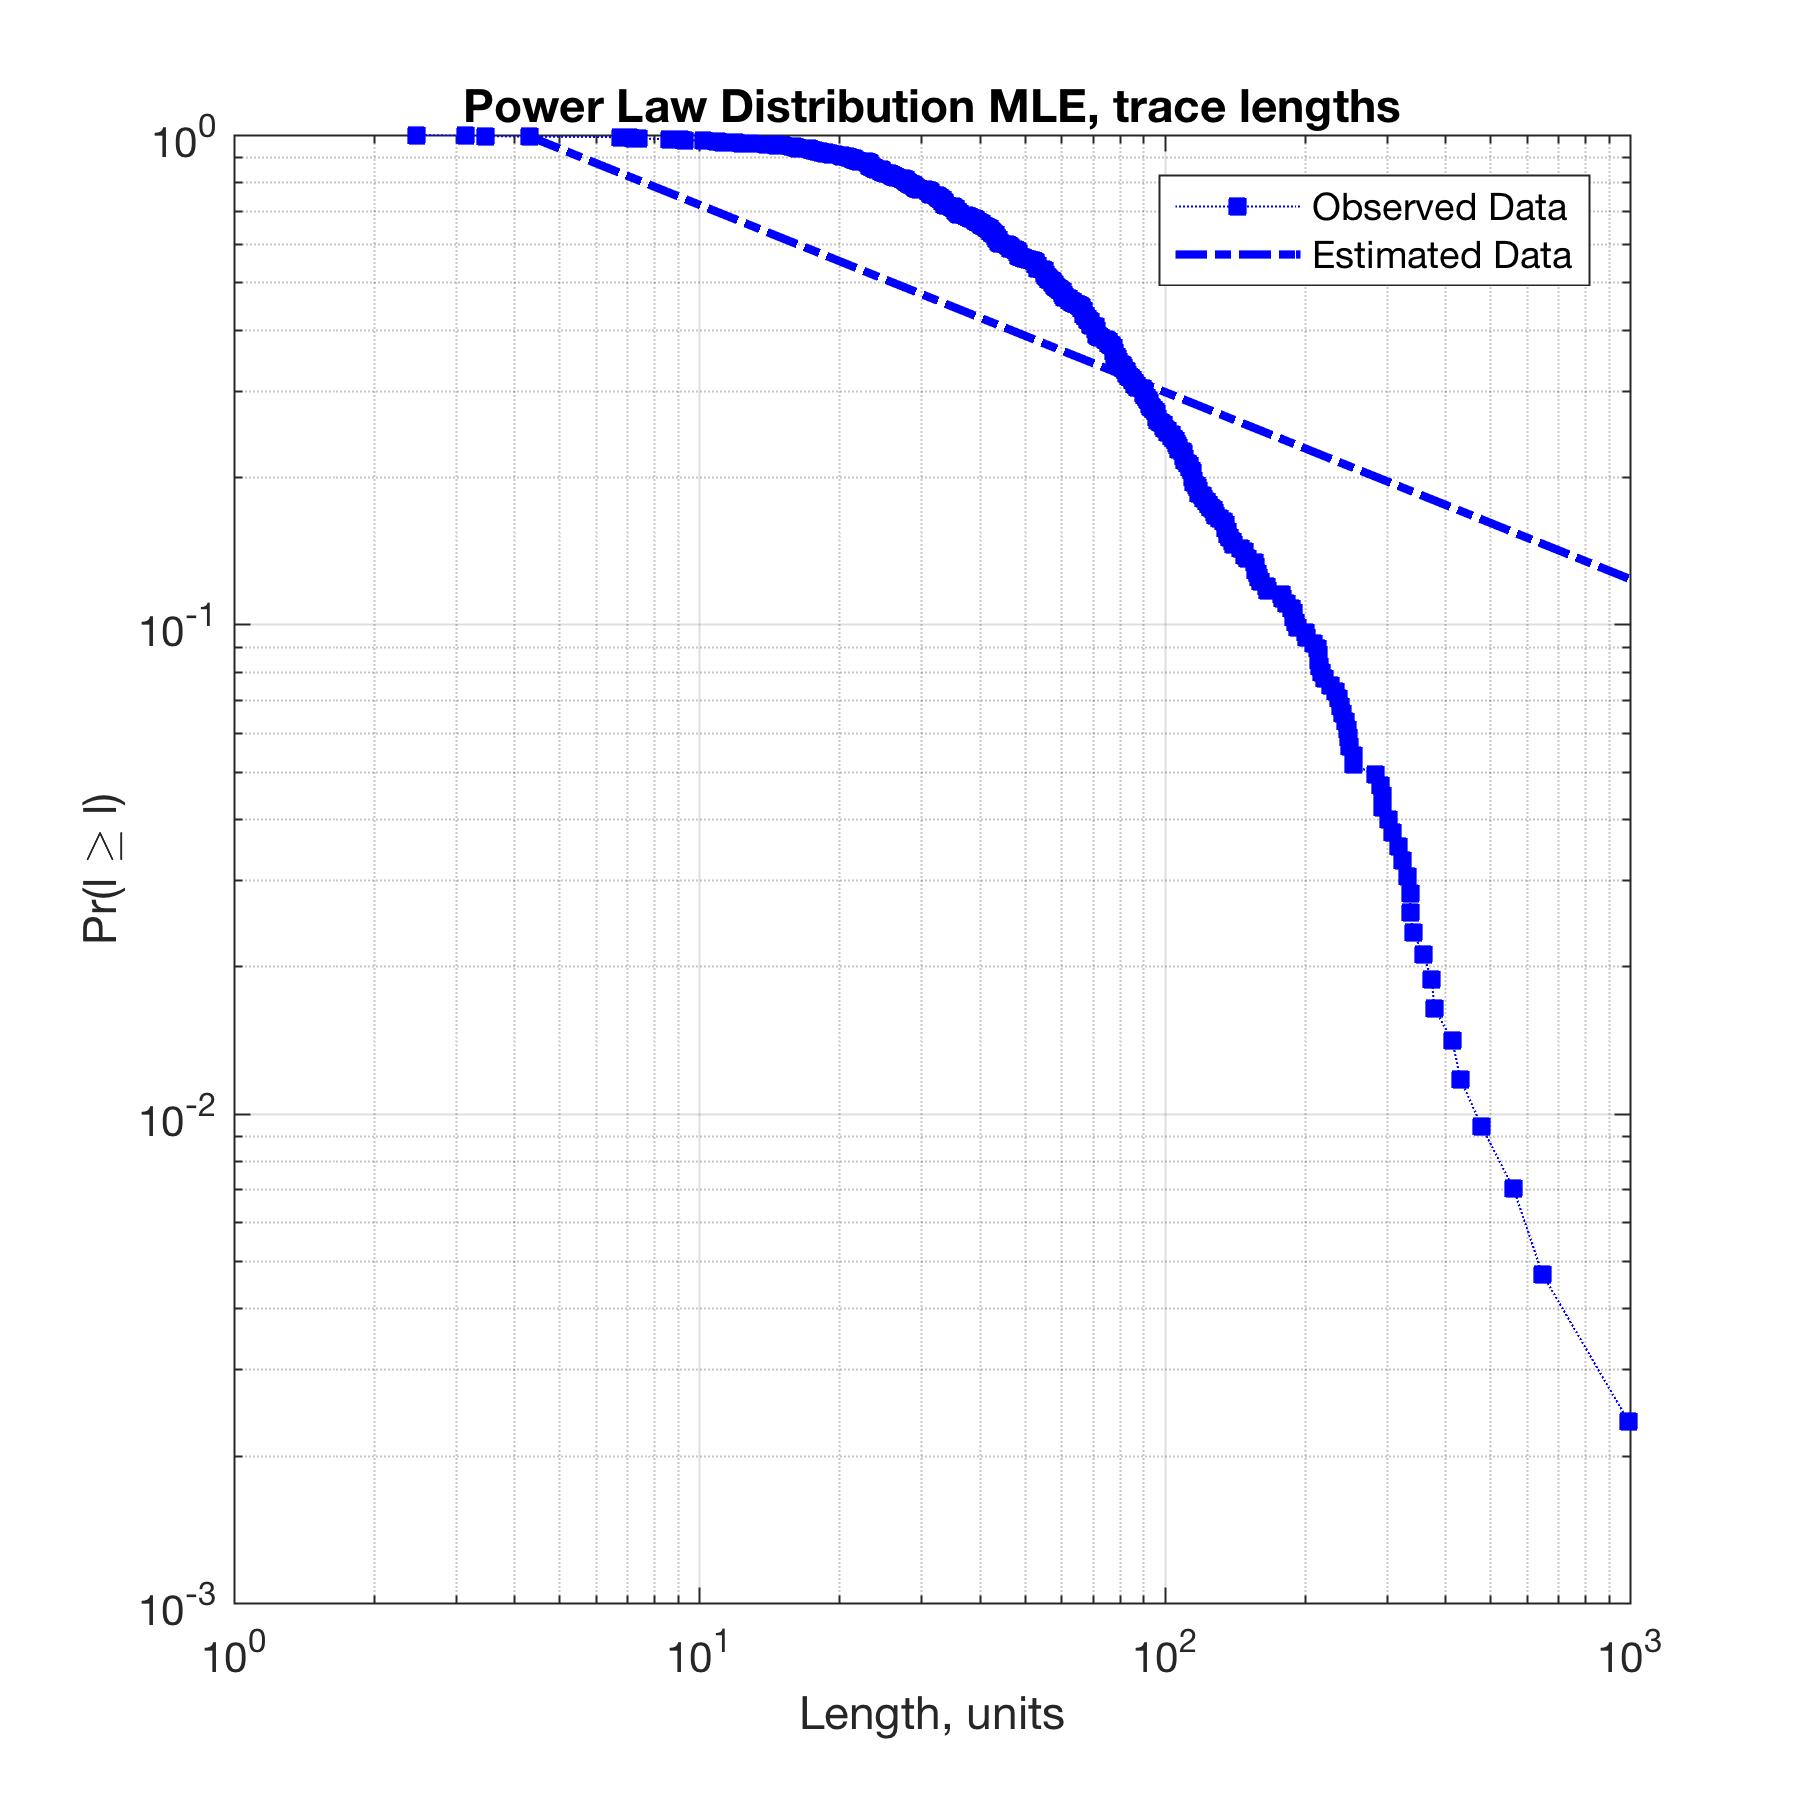 Power Law Distribution MLE, trace lengths
Observed Data
Estimated Data
10^0
10^-1
10^-2
10^-3
Pr(l ≥ l)
10^0 10^1 10^2 10^3
Length, units